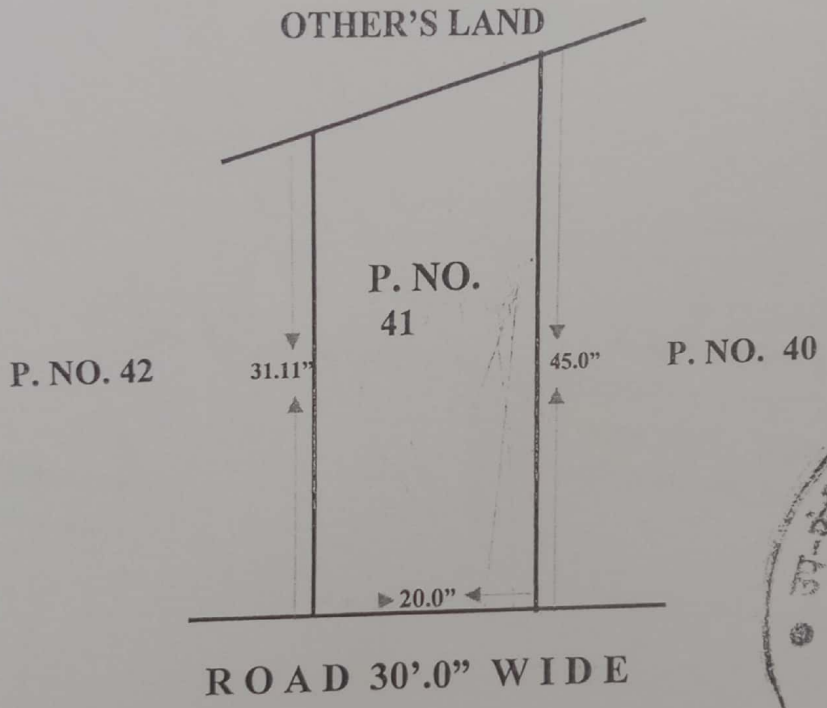 OTHER'S LAND
P. NO.
41
P. NO. 42
31.11"
45.0"
P. NO. 40
20.0"
ROAD 30'.0" WIDE